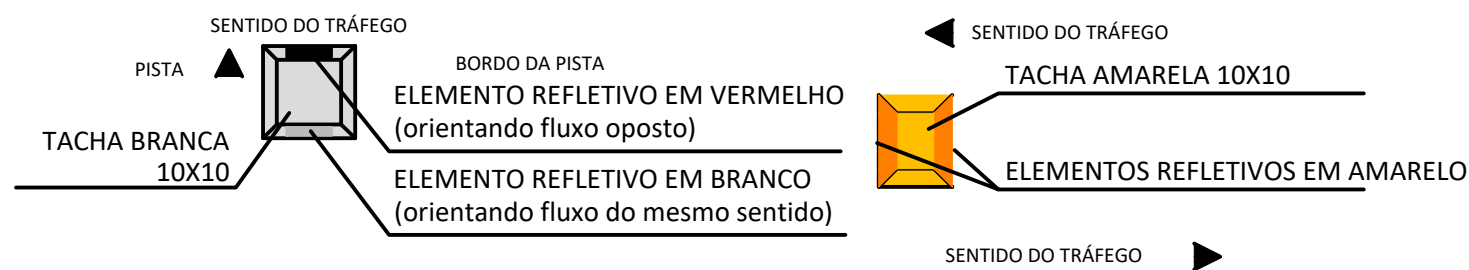 SENTIDO DO TRÁFEGO
PISTA
BORDO DA PISTA
ELEMENTO REFLETIVO EM VERMELHO
(orientando fluxo oposto)
TACHA BRANCA
10X10
ELEMENTO REFLETIVO EM BRANCO
(orientando fluxo do mesmo sentido)
SENTIDO DO TRÁFEGO
TACHA AMARELA 10X10
ELEMENTOS REFLETIVOS EM AMARELO
SENTIDO DO TRÁFEGO